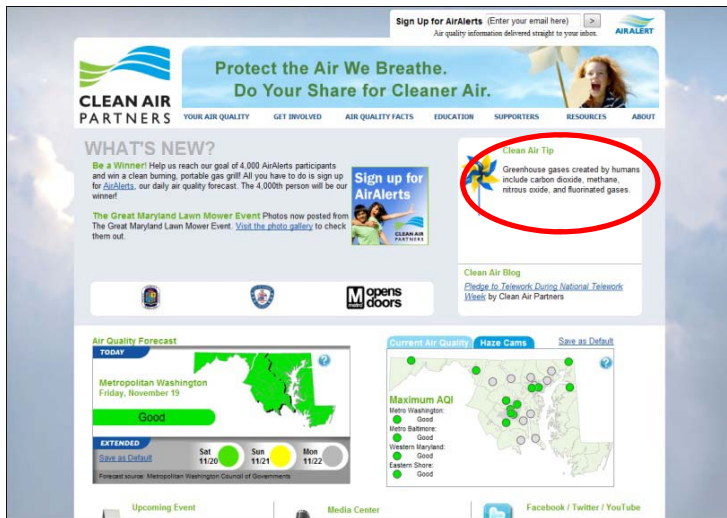 Sign Up for AirAlerts (Enter your email here) >
Air quality information delivered straight to your inbox.
AIRALERT
Protect the Air We Breathe.
Do Your Share for Cleaner Air.
CLEAN AIR
PARTNERS
YOUR AIR QUALITY GET INVOLVED AIR QUALITY FACTS EDUCATION SUPPORTERS RESOURCES ABOUT
WHAT'S NEW?
Be a Winner! Help us reach our goal of 4,000 AirAlerts participants
and win a clean burning, portable gas grill! All you have to do is sign up
for AirAlerts, our daily air quality forecast. The 4,000th person will be our
winner!
The Great Maryland Lawn Mower Event Photos now posted from
The Great Maryland Lawn Mower Event. Visit the photo gallery to check
them out.
Sign up for
AirAlerts
CLEAN AIR
PARTNERS
Clean Air Tip
Greenhouse gases created by humans
include carbon dioxide, methane,
nitrous oxide, and fluorinated gases.
Clean Air Blog
Pledge to Telework During National Telework
Week by Clean Air Partners
M opens
metro doors
Air Quality Forecast
TODAY
Metropolitan Washington
Friday, November 19
Good
?
EXTENDED
Save as Default
Sat
11/20
Sun
11/21
Mon
11/22
Forecast source: Metropolitan Washington Council of Governments
Current Air Quality Haze Cams Save as Default
?
Maximum AQI
Metro Washington:
Good
Metro Baltimore:
Good
Western Maryland:
Good
Eastern Shore:
Good
Upcoming Event
Media Center
Facebook / Twitter / YouTube